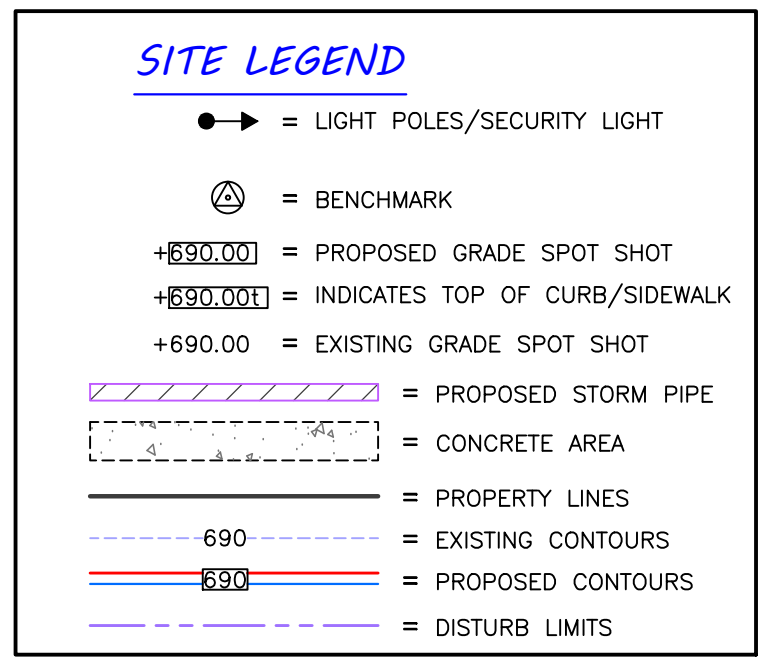 SITE LEGEND
= LIGHT POLES/SECURITY LIGHT
= BENCHMARK
+690.00 = PROPOSED GRADE SPOT SHOT
+690.00t = INDICATES TOP OF CURB/SIDEWALK
+690.00 = EXISTING GRADE SPOT SHOT
= PROPOSED STORM PIPE
= CONCRETE AREA
= PROPERTY LINES
690 = EXISTING CONTOURS
690 = PROPOSED CONTOURS
= DISTURB LIMITS